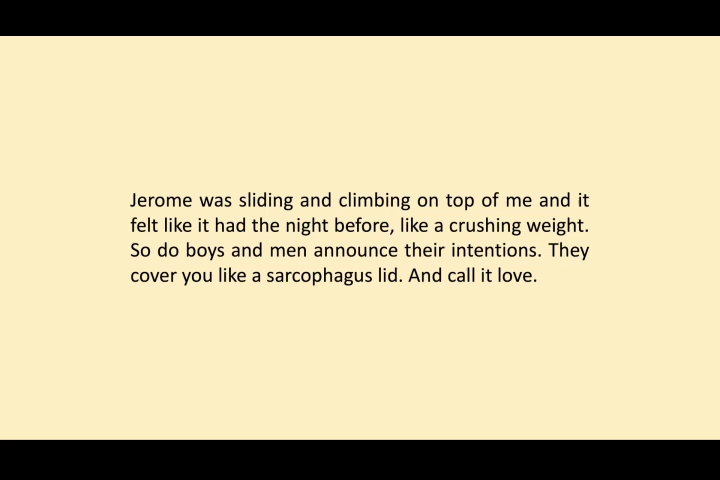 Jerome was sliding and climbing on top of me and it
felt like it had the night before, like a crushing weight.
So do boys and men announce their intentions. They
cover you like a sarcophagus lid. And call it love.